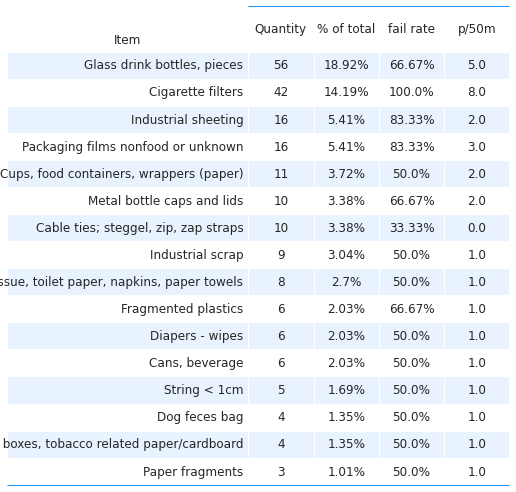 Item Quantity % of total fail rate p/50m
Glass drink bottles, pieces 56 18.92% 66.67% 5.0
Cigarette filters 42 14.19% 100.0% 8.0
Industrial sheeting 16 5.41% 83.33% 2.0
Packaging films nonfood or unknown 16 5.41% 83.33% 3.0
Cups, food containers, wrappers (paper) 11 3.72% 50.0% 2.0
Metal bottle caps and lids 10 3.38% 66.67% 2.0
Cable ties; steggel, zip, zap straps 10 3.38% 33.33% 0.0
Industrial scrap 9 3.04% 50.0% 1.0
ssue, toilet paper, napkins, paper towels 8 2.7% 50.0% 1.0
Fragmented plastics 6 2.03% 66.67% 1.0
Diapers - wipes 6 2.03% 50.0% 1.0
Cans, beverage 6 2.03% 50.0% 1.0
String < 1cm 5 1.69% 50.0% 1.0
Dog feces bag 4 1.35% 50.0% 1.0
boxes, tobacco related paper/cardboard 4 1.35% 50.0% 1.0
Paper fragments 3 1.01% 50.0% 1.0